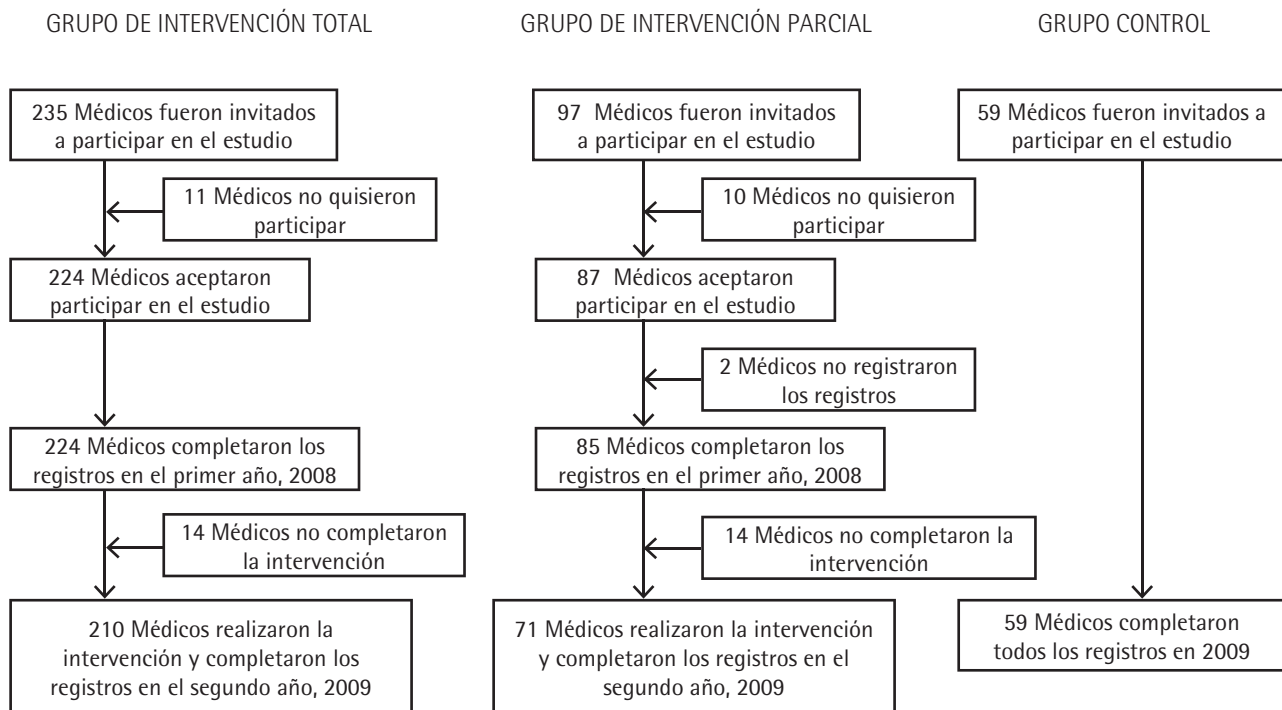 GRUPO DE INTERVENCIÓN TOTAL
235 Médicos fueron invitados
a participar en el estudio
11 Médicos no quisieron
participar
224 Médicos aceptaron
participar en el estudio
224 Médicos completaron los
registros en el primer año, 2008
14 Médicos no completaron
la intervención
210 Médicos realizaron la
intervención y completaron los
registros en el segundo año, 2009
GRUPO DE INTERVENCIÓN PARCIAL
97 Médicos fueron invitados
a participar en el estudio
10 Médicos no quisieron
participar
87 Médicos aceptaron
participar en el estudio
2 Médicos no registraron
los registros
85 Médicos completaron los
registros en el primer año, 2008
14 Médicos no completaron la
intervención
71 Médicos realizaron la intervención
y completaron los registros en el
segundo año, 2009
GRUPO CONTROL
59 Médicos fueron invitados a
participar en el estudio
59 Médicos completaron
todos los registros en 2009